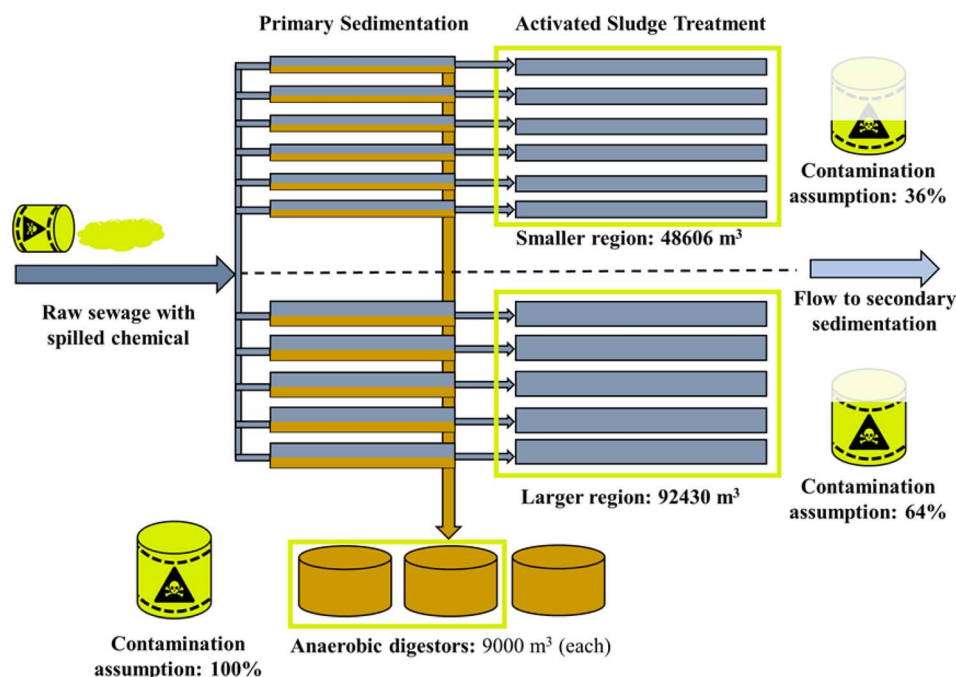 Primary Sedimentation
Activated Sludge Treatment
Contamination
assumption: 36%
Smaller region: 48606 m³
Raw sewage with
spilled chemical
Flow to secondary
sedimentation
Larger region: 92430 m³
Contamination
assumption: 64%
Contamination
assumption: 100%
Anaerobic digestors: 9000 m³ (each)